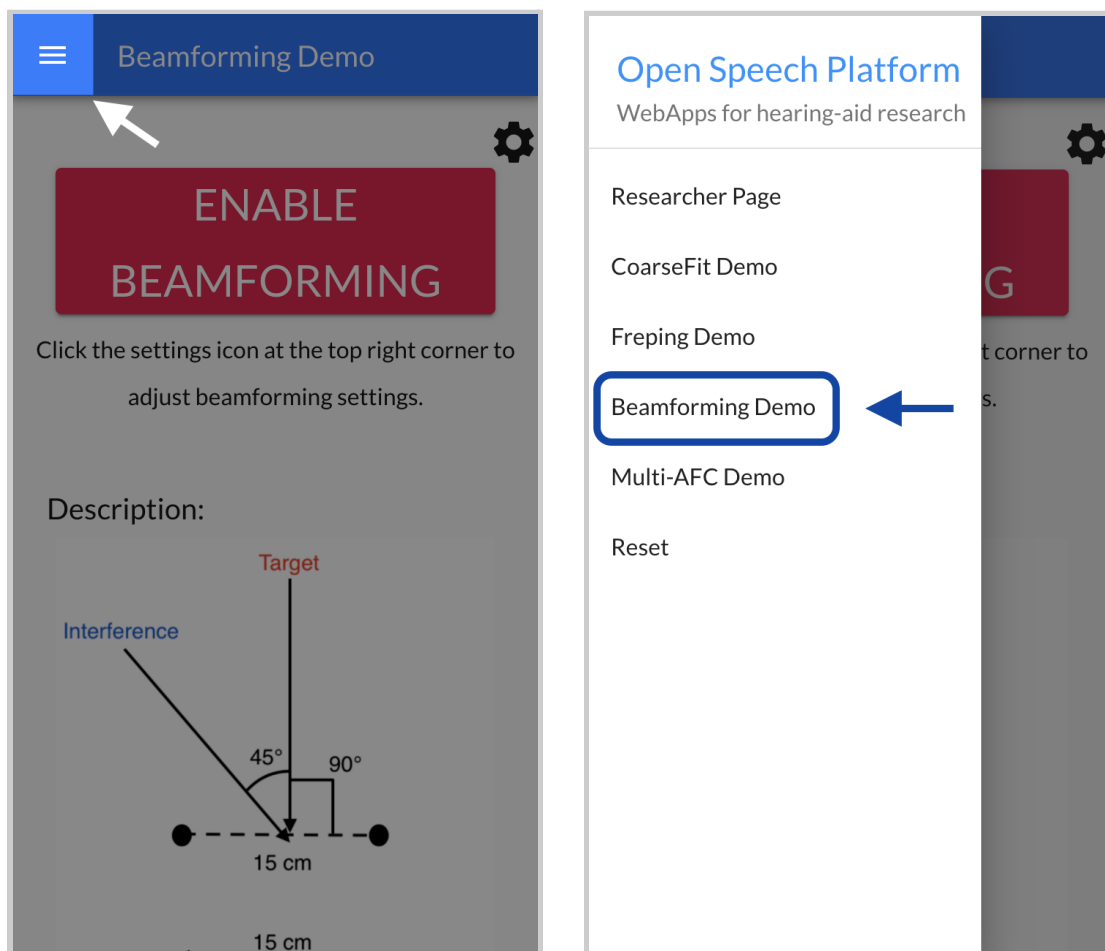 Beamforming Demo
ENABLE
BEAMFORMING
Click the settings icon at the top right corner to
adjust beamforming settings.
Description:
Target
Interference
45°
90°
15 cm
15 cm
Open Speech Platform
WebApps for hearing-aid research
Researcher Page
CoarseFit Demo
Freping Demo
Beamforming Demo
Multi-AFC Demo
Reset
G
t corner to
s.